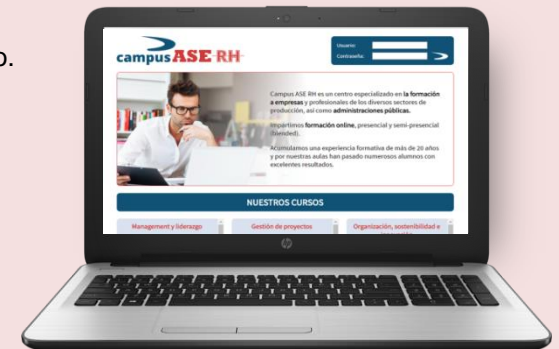 o.
campus ASE RH
Usuario:
Contraseña:
Campus ASE RH es un centro especializado en la formación
a empresas y profesionales de los diversos sectores de
producción, así como administraciones públicas.
Impartimos formación online, presencial y semi-presencial
(blended).
Acumulamos una experiencia formativa de más de 20 años
y por nuestras aulas han pasado numerosos alumnos con
excelentes resultados.
NUESTROS CURSOS
Management y liderazgo
Gestión de proyectos
Organización, sostenibilidad e
hp